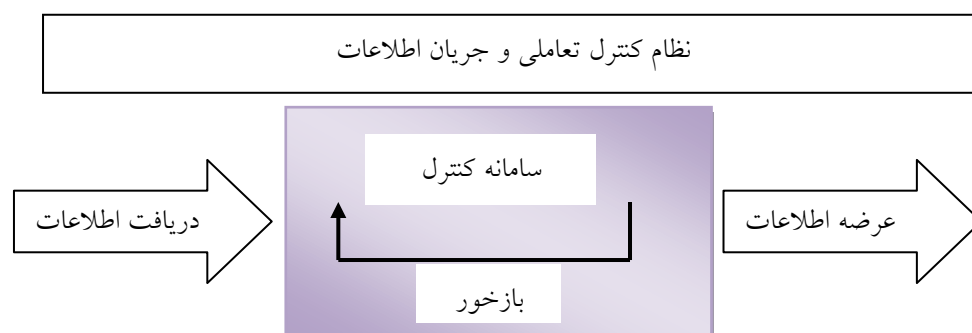 نظام کنترل تعاملی و جریان اطلاعات
سامانه کنترل
دریافت اطلاعات
عرضه اطلاعات
بازخور